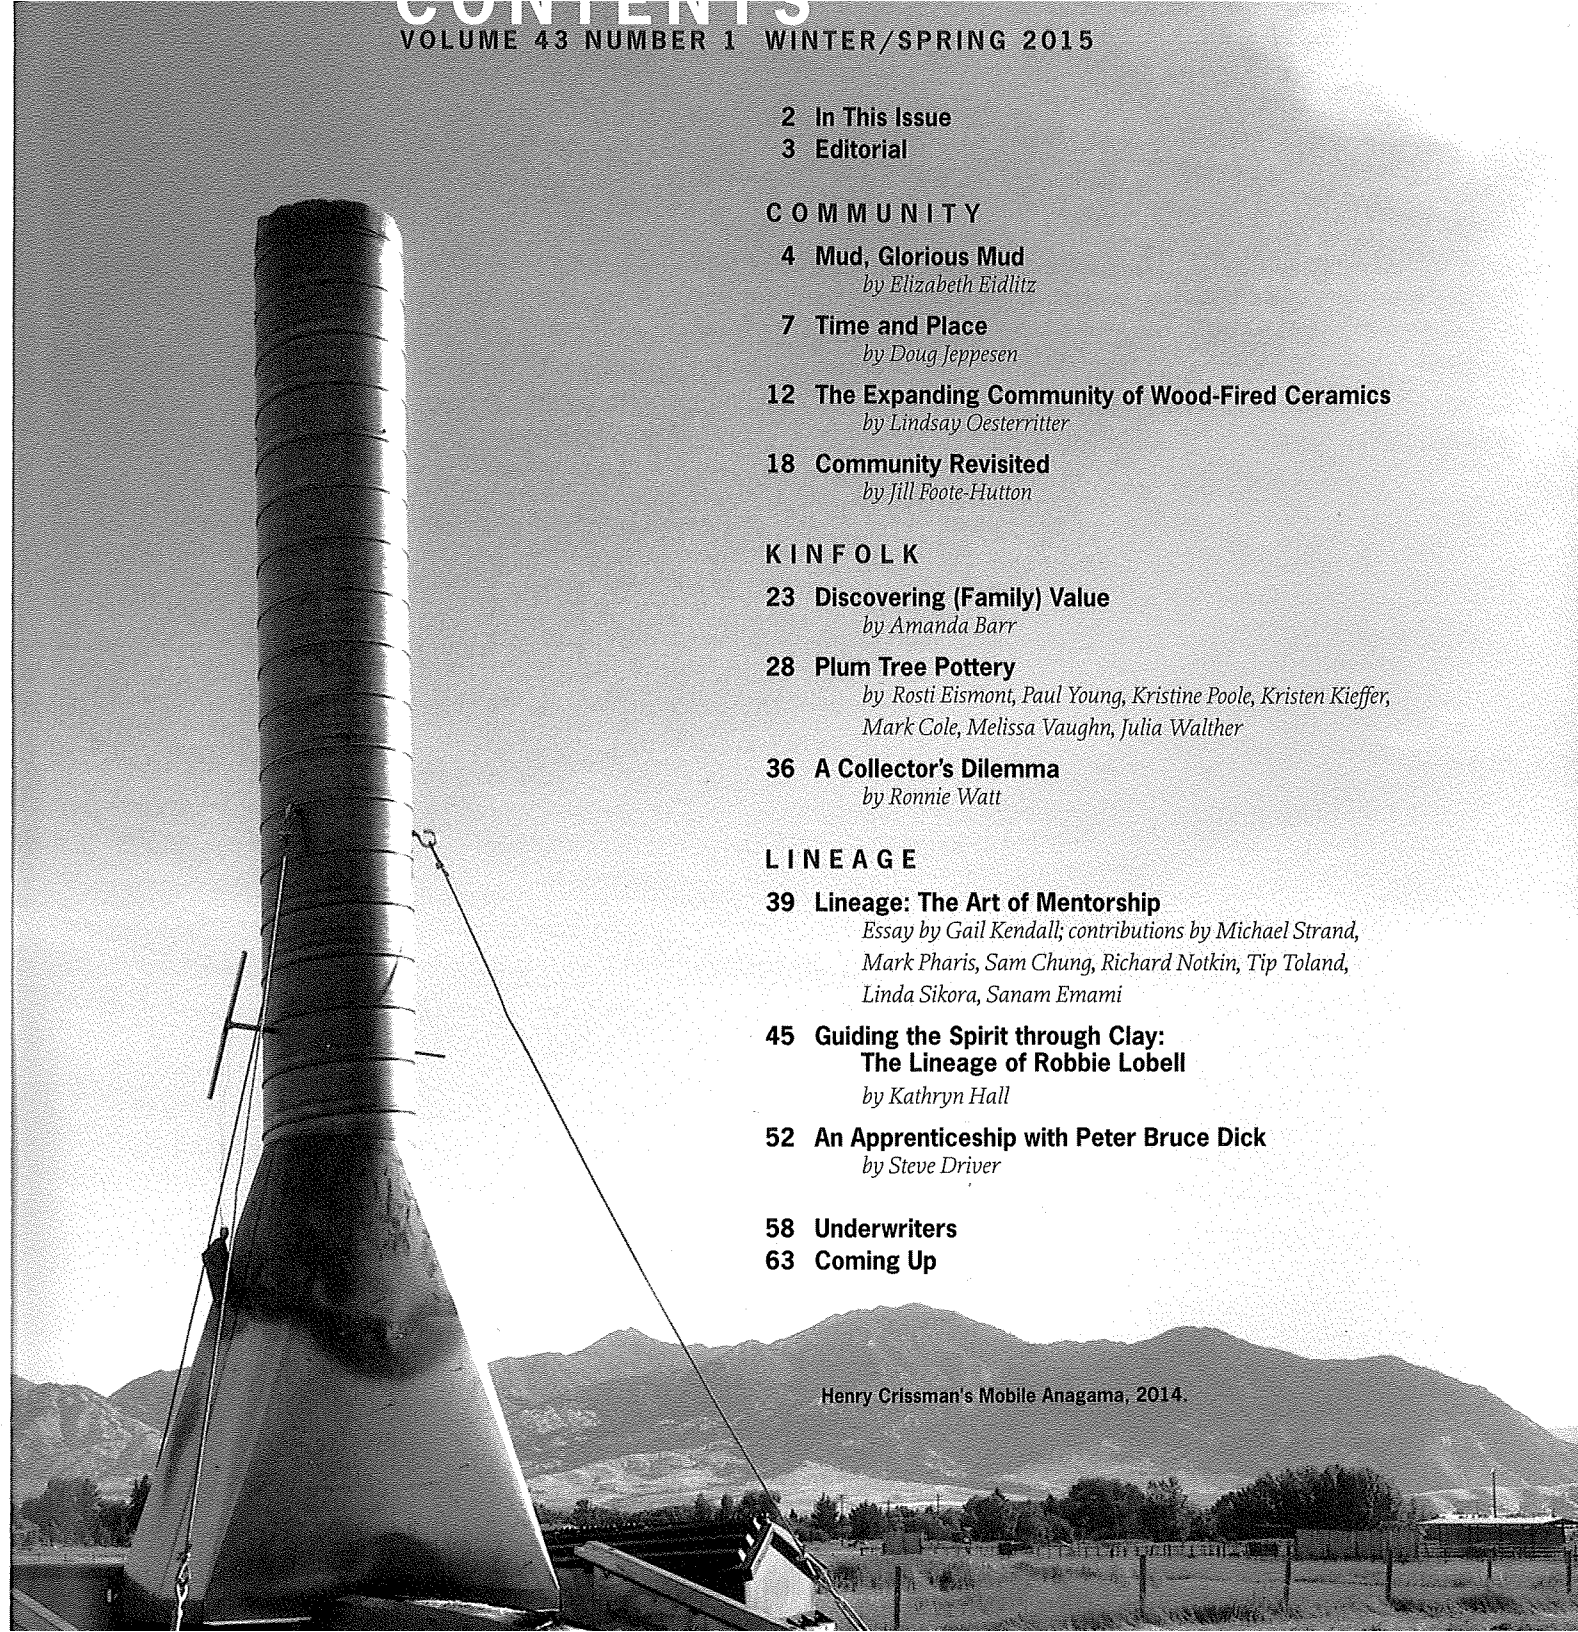 CONTENTS
VOLUME 43 NUMBER 1 WINTER/SPRING 2015
2 In This Issue
3 Editorial
COMMUNITY
4 Mud, Glorious Mud
by Elizabeth Eidlitz
7 Time and Place
by Doug Jeppesen
12 The Expanding Community of Wood-Fired Ceramics
by Lindsay Oesterritter
18 Community Revisited
by Jill Foote-Hutton
KINFOLK
23 Discovering (Family) Value
by Amanda Barr
28 Plum Tree Pottery
by Rosti Eismont, Paul Young, Kristine Poole, Kristen Kieffer,
Mark Cole, Melissa Vaughn, Julia Walther
36 A Collector's Dilemma
by Ronnie Watt
LINEAGE
39 Lineage: The Art of Mentorship
Essay by Gail Kendall; contributions by Michael Strand,
Mark Pharis, Sam Chung, Richard Notkin, Tip Toland,
Linda Sikora, Sanam Emami
45 Guiding the Spirit through Clay:
The Lineage of Robbie Lobell
by Kathryn Hall
52 An Apprenticeship with Peter Bruce Dick
by Steve Driver
58 Underwriters
63 Coming Up
Henry Crissman's Mobile Anagama, 2014.